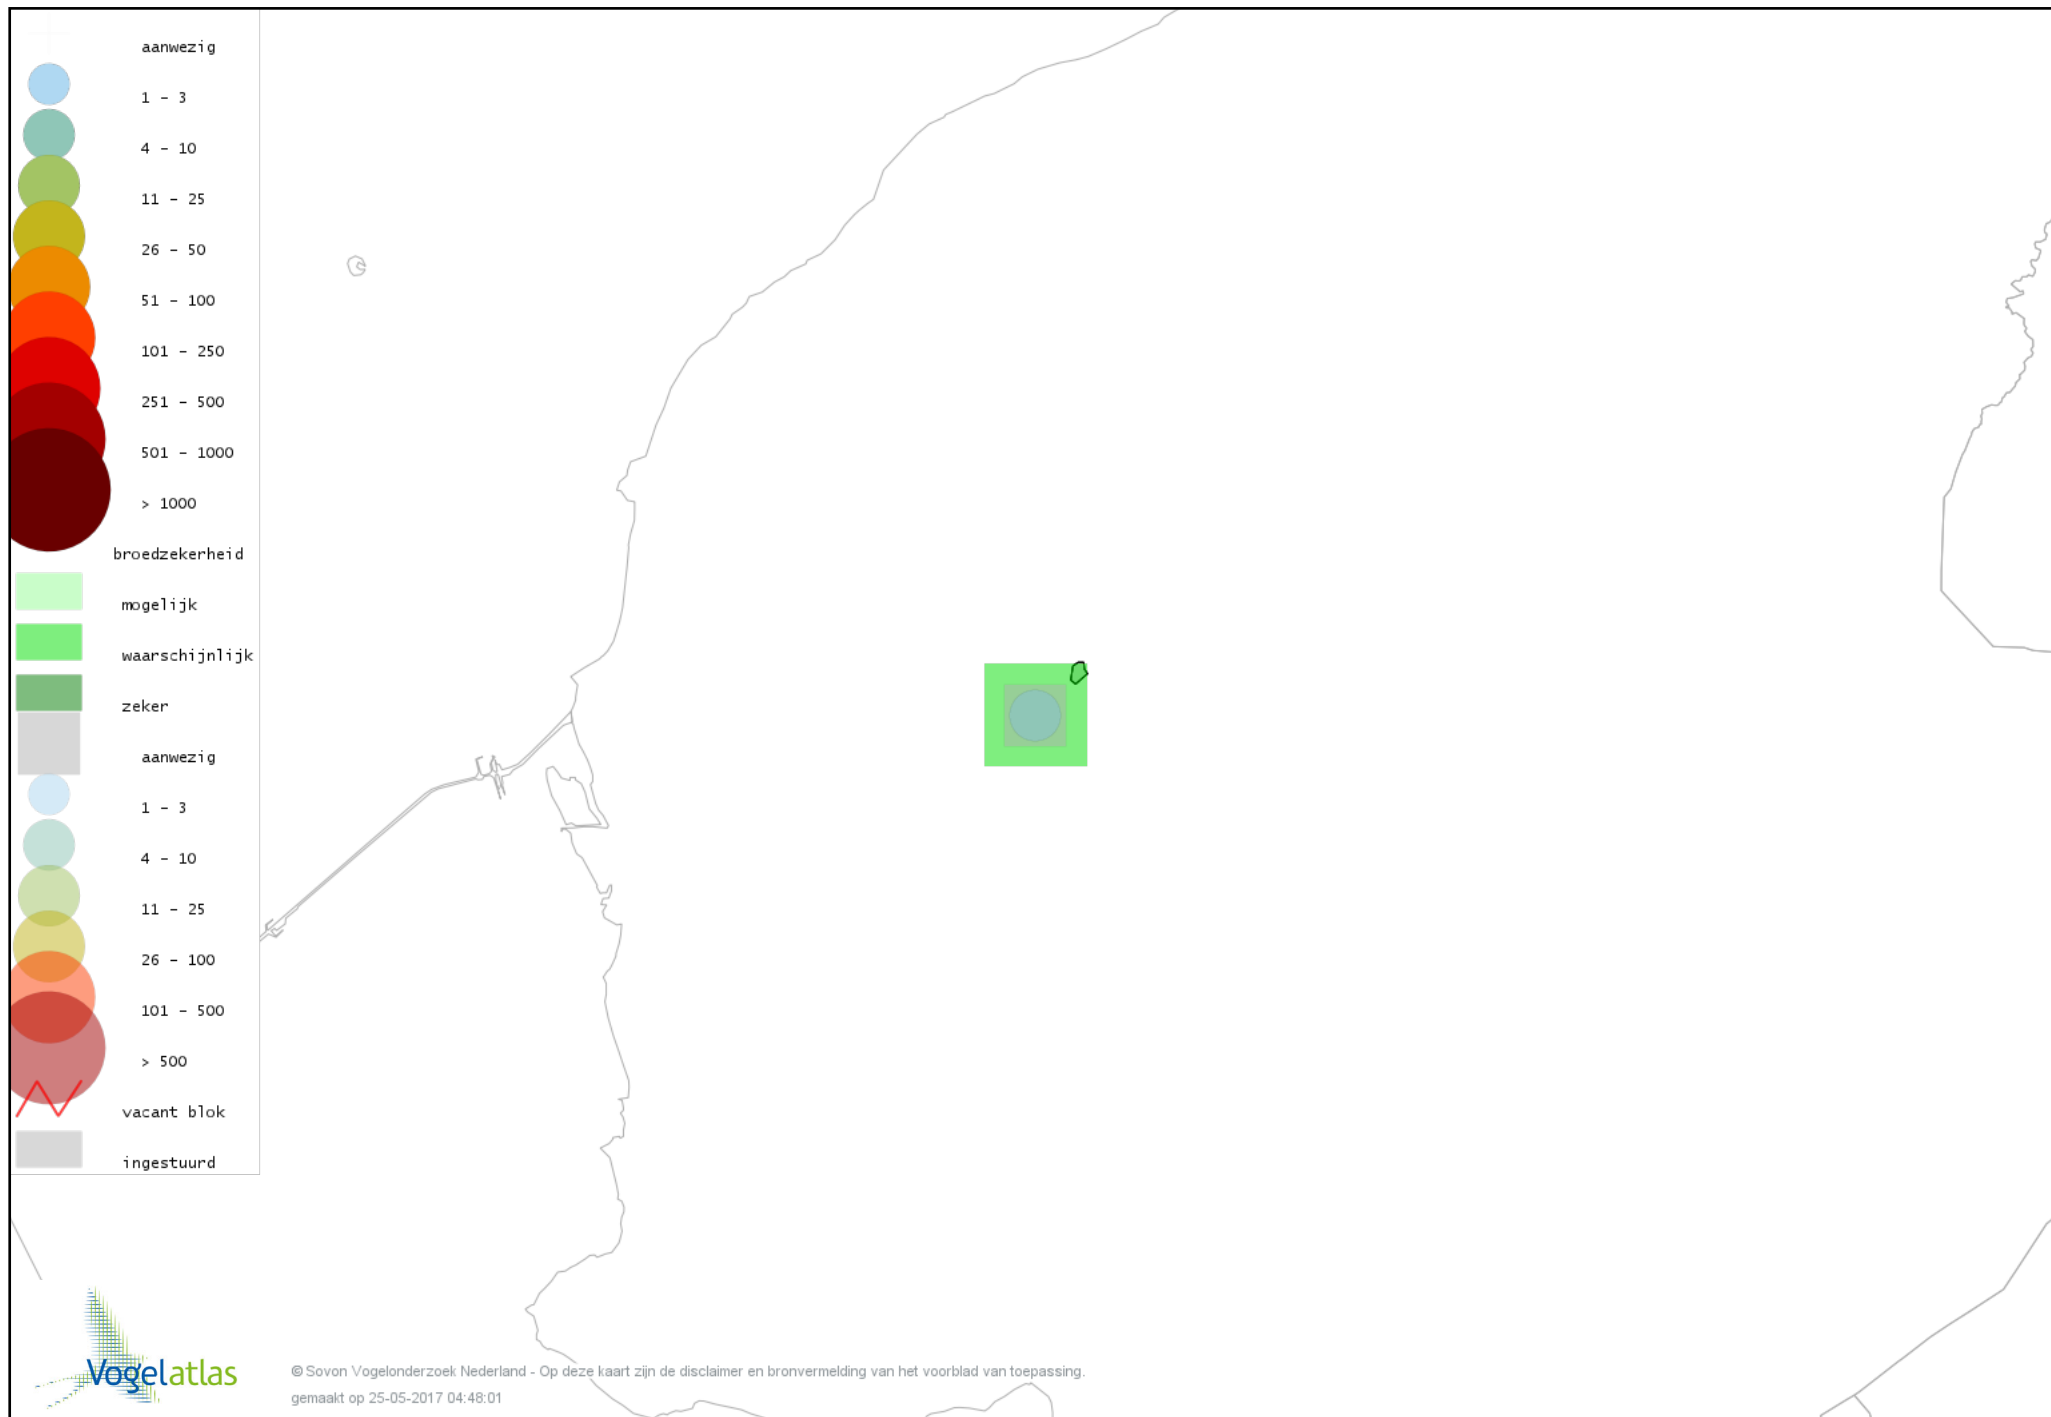 aanwezig
1 - 3
4 - 10
11 - 25
26 - 50
51 - 100
101 - 250
251 - 500
501 - 1000
> 1000
broedzekerheid
mogelijk
waarschijnlijk
zeker
aanwezig
1 - 3
4 - 10
11 - 25
26 - 100
101 - 500
> 500
vacant blok
ingestuurd
Vogelatlas
© Sovon Vogelonderzoek Nederland - Op deze kaart zijn de disclaimer en bronvermelding van het voorblad van toepassing.
gemaakt op 25-05-2017 04:48:01